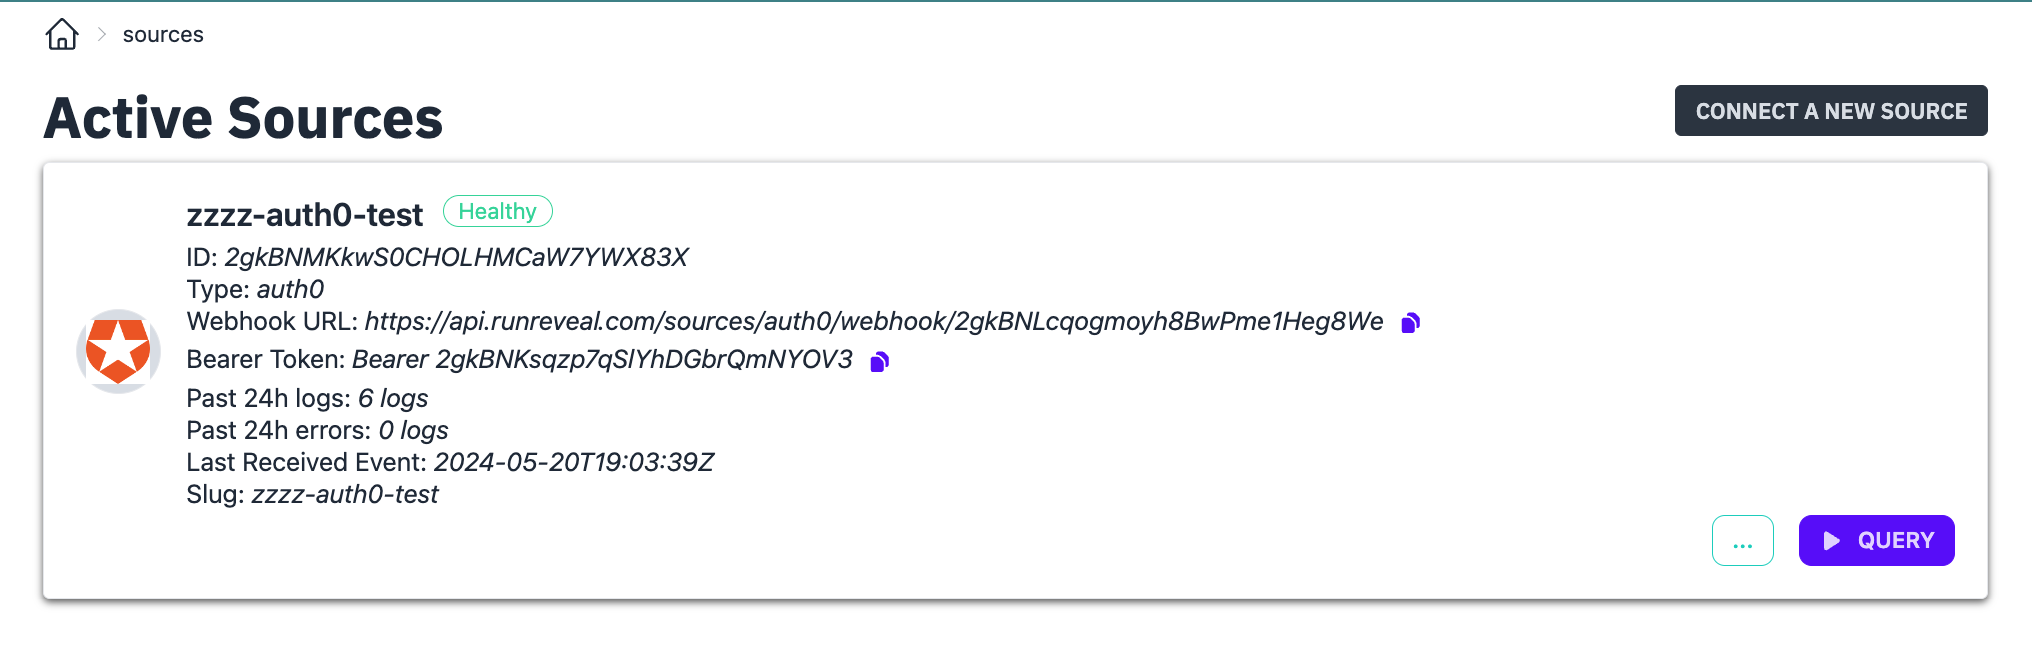 sources
Active Sources
CONNECT A NEW SOURCE
zzzz-auth0-test Healthy
ID: 2gkBNMKkwS0CHOLHMCaW7YWX83X
Type: auth0
Webhook URL: https://api.runreveal.com/sources/auth0/webhook/2gkBNLcqogmoyh8BwPme1Heg8We
Bearer Token: Bearer 2gkBNKsqzp7qSlYhDGbrQmNYOV3
Past 24h logs: 6 logs
Past 24h errors: 0 logs
Last Received Event: 2024-05-20T19:03:39Z
Slug: zzzz-auth0-test
... QUERY